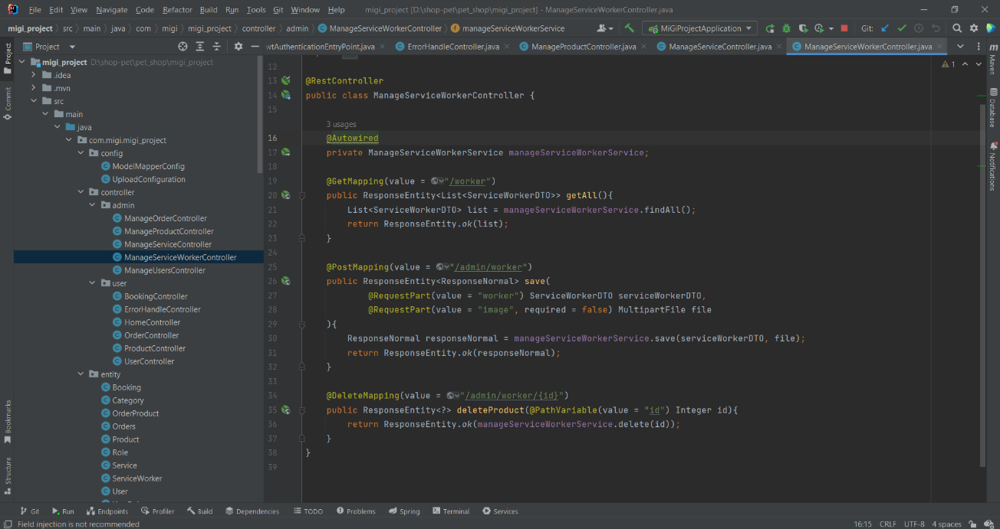 File Edit View Navigate Code Refactor Build Run Tools Git Window Help migi_project [D:\shop-pet\pet_shop\migi_project] - ManageServiceWorkerController.java
migi_project src main java com migi migi_project controller admin ManageServiceWorkerController manageServiceWorkerService MiGiProjectApplication Git:
Project wtAuthenticationEntryPoint.java ErrorHandleController.java ManageProductController.java ManageServiceController.java ManageServiceWorkerController.java
Project
Commit
Bookmarks
Structure
migi_project D:\shop-pet\pet_shop\migi_project
.idea
.mvn
src
main
java
com.migi.migi_project
config
ModelMapperConfig
UploadConfiguration
controller
admin
ManageOrderController
ManageProductController
ManageServiceController
ManageServiceWorkerController
ManageUsersController
user
BookingController
ErrorHandleController
HomeController
OrderController
ProductController
UserController
entity
Booking
Category
OrderProduct
Orders
Product
Role
Service
ServiceWorker
User
1
12
13 @RestController
14 public class ManageServiceWorkerController {
15
3 usages
16 @Autowired
17 private ManageServiceWorkerService manageServiceWorkerService;
18
19 @GetMapping(value = "/worker")
20 public ResponseEntity<List<ServiceWorkerDTO>> getAll(){
21 List<ServiceWorkerDTO> list = manageServiceWorkerService.findAll();
22 return ResponseEntity.ok(list);
23 }
24
25 @PostMapping(value = "/admin/worker")
26 public ResponseEntity<ResponseNormal> save(
27 @RequestPart(value = "worker") ServiceWorkerDTO serviceWorkerDTO,
28 @RequestPart(value = "image", required = false) MultipartFile file
29 ){
30 ResponseNormal responseNormal = manageServiceWorkerService.save(serviceWorkerDTO, file);
31 return ResponseEntity.ok(responseNormal);
32 }
33
34 @DeleteMapping(value = "/admin/worker/{id}")
35 public ResponseEntity<?> deleteProduct(@PathVariable(value = "id") Integer id){
36 return ResponseEntity.ok(manageServiceWorkerService.delete(id));
37 }
38 }
39
Maven
Database
Notifications
Git Run Endpoints Profiler Build Dependencies TODO Problems Spring Terminal Services
Field injection is not recommended 16:15 CRLF UTF-8 4 spaces